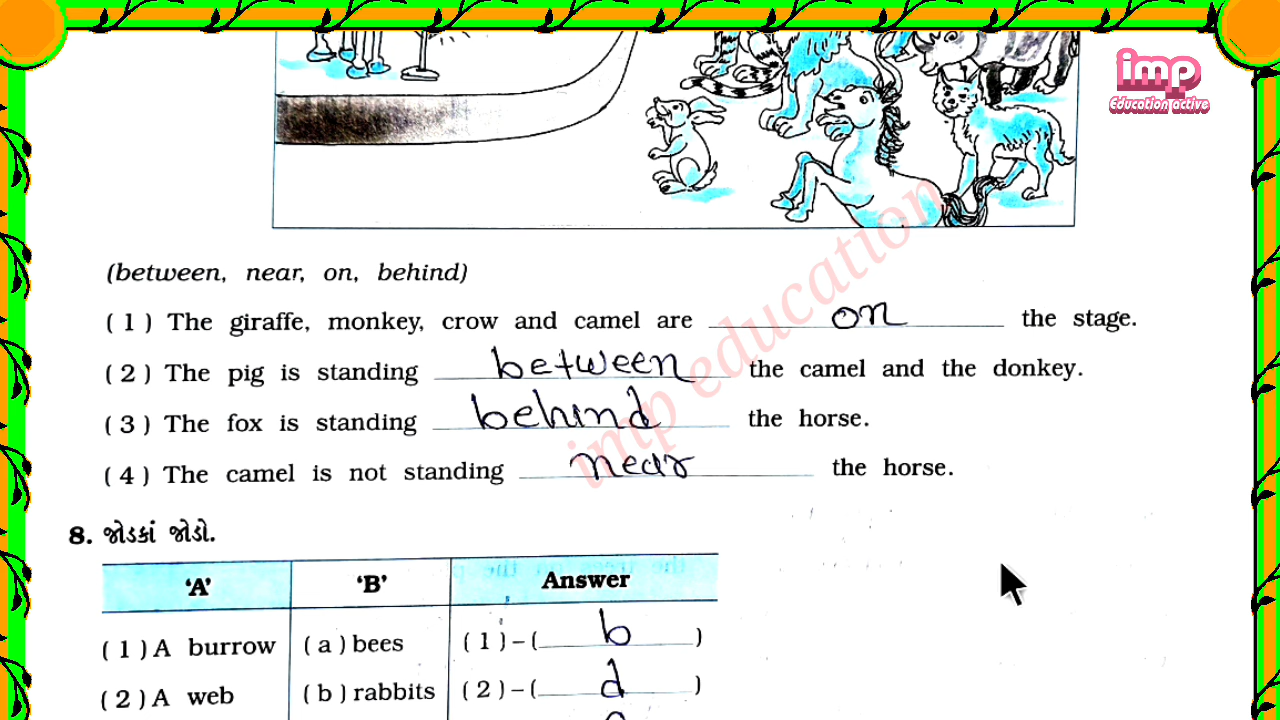 imp
Education active
(between, near, on, behind)
(1) The giraffe, monkey, crow and camel are on the stage.
(2) The pig is standing between the camel and the donkey.
(3) The fox is standing behind the horse.
(4) The camel is not standing near the horse.
imp education
8. જોડકાં જોડો.
'A' 'B' Answer
(1) A burrow (a) bees (1) – ( b )
(2) A web (b) rabbits (2) – ( d )